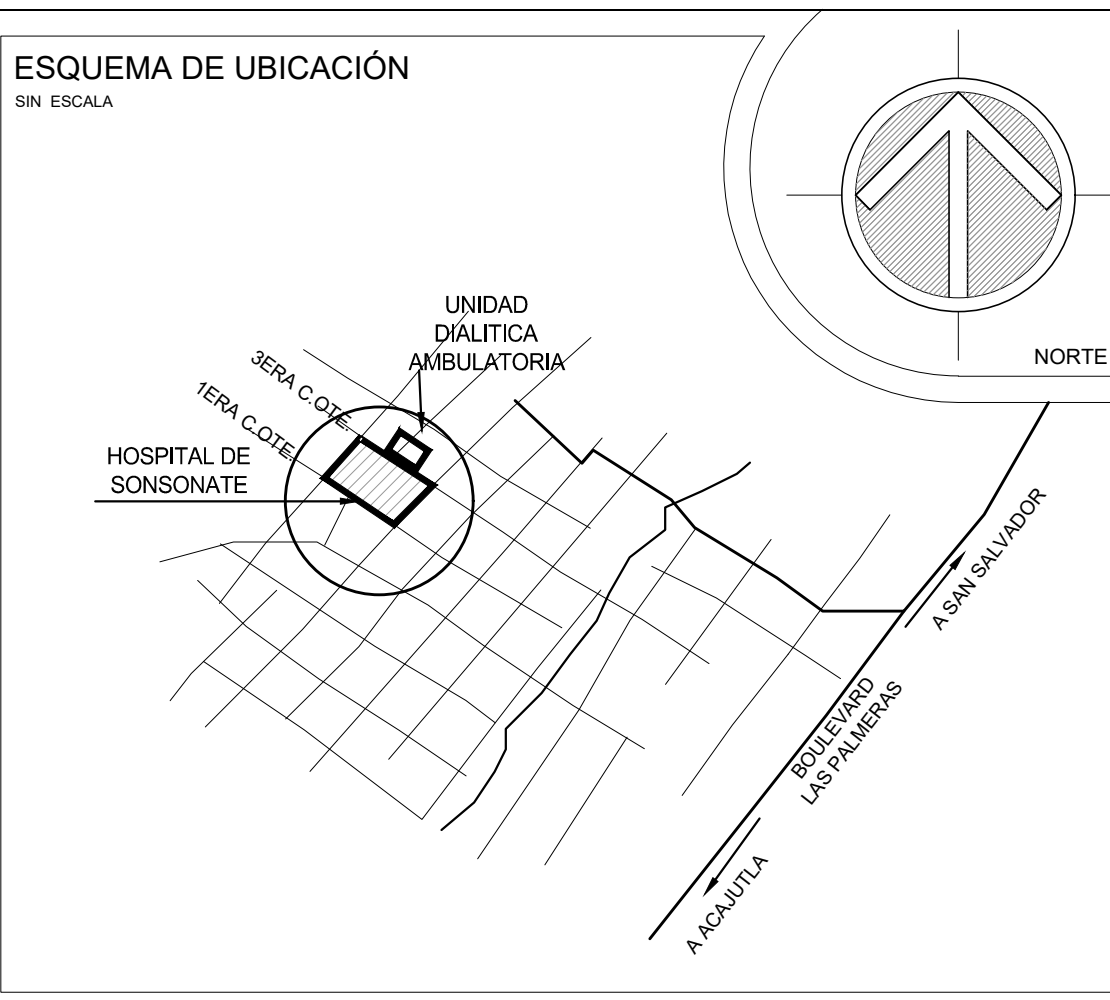 ESQUEMA DE UBICACIÓN
SIN ESCALA
NORTE
UNIDAD
DIALITICA
AMBULATORIA
3ERA C.OTE.
1ERA C.OTE.
HOSPITAL DE
SONSONATE
A SAN SALVADOR
BOULEVARD
LAS PALMERAS
A ACAJUTLA